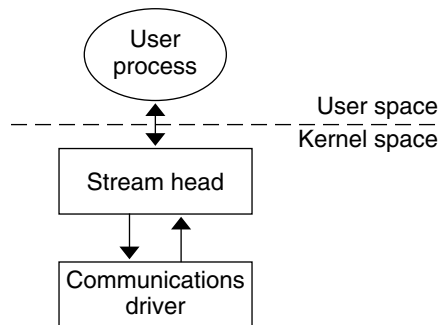 User
process
User space
Kernel space
Stream head
Communications
driver